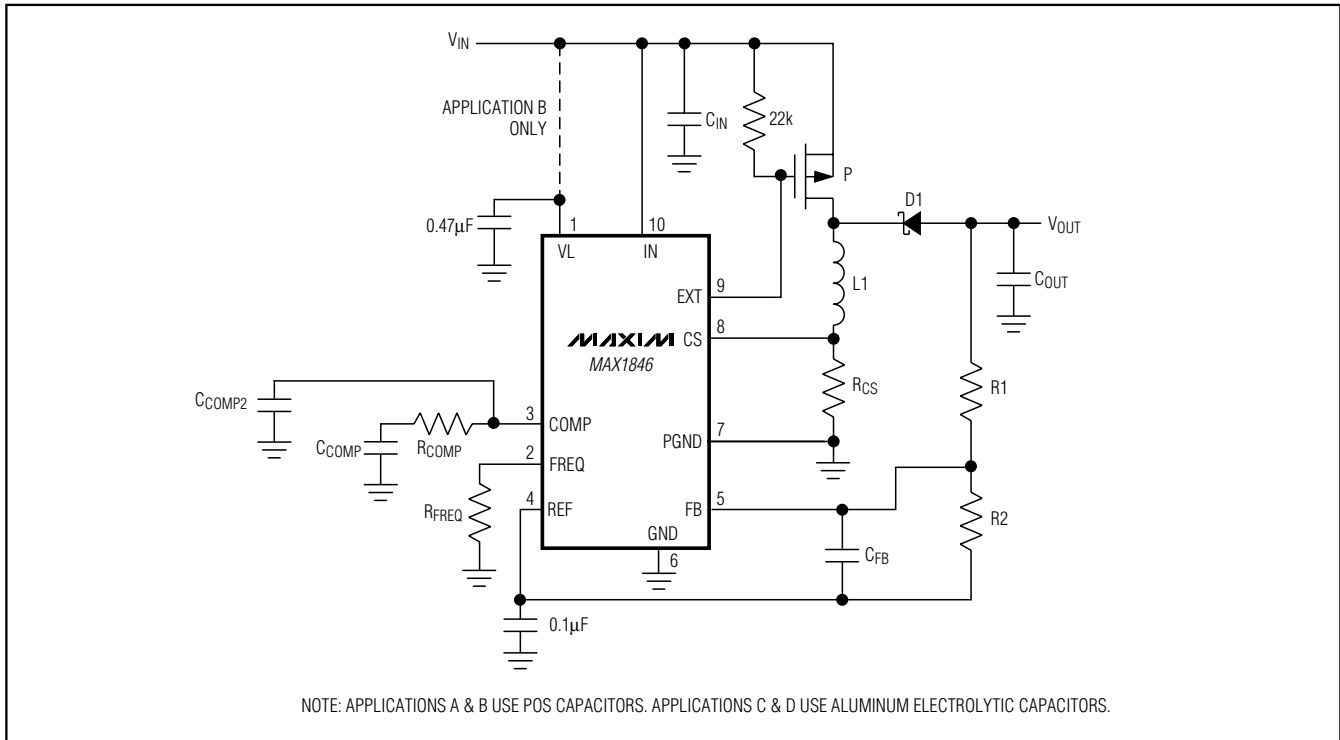 VIN
APPLICATION B
ONLY
CIN
22k
P
D1
VOUT
0.47µF
1
10
VL
IN
COUT
L1
EXT
9
MAXIM
CS
8
MAX1846
RCS
R1
CCOMP2
3
COMP
PGND
7
CCOMP
RCOMP
2
FREQ
RFREQ
4
REF
FB
5
R2
GND
6
CFB
0.1µF
NOTE: APPLICATIONS A & B USE POS CAPACITORS. APPLICATIONS C & D USE ALUMINUM ELECTROLYTIC CAPACITORS.